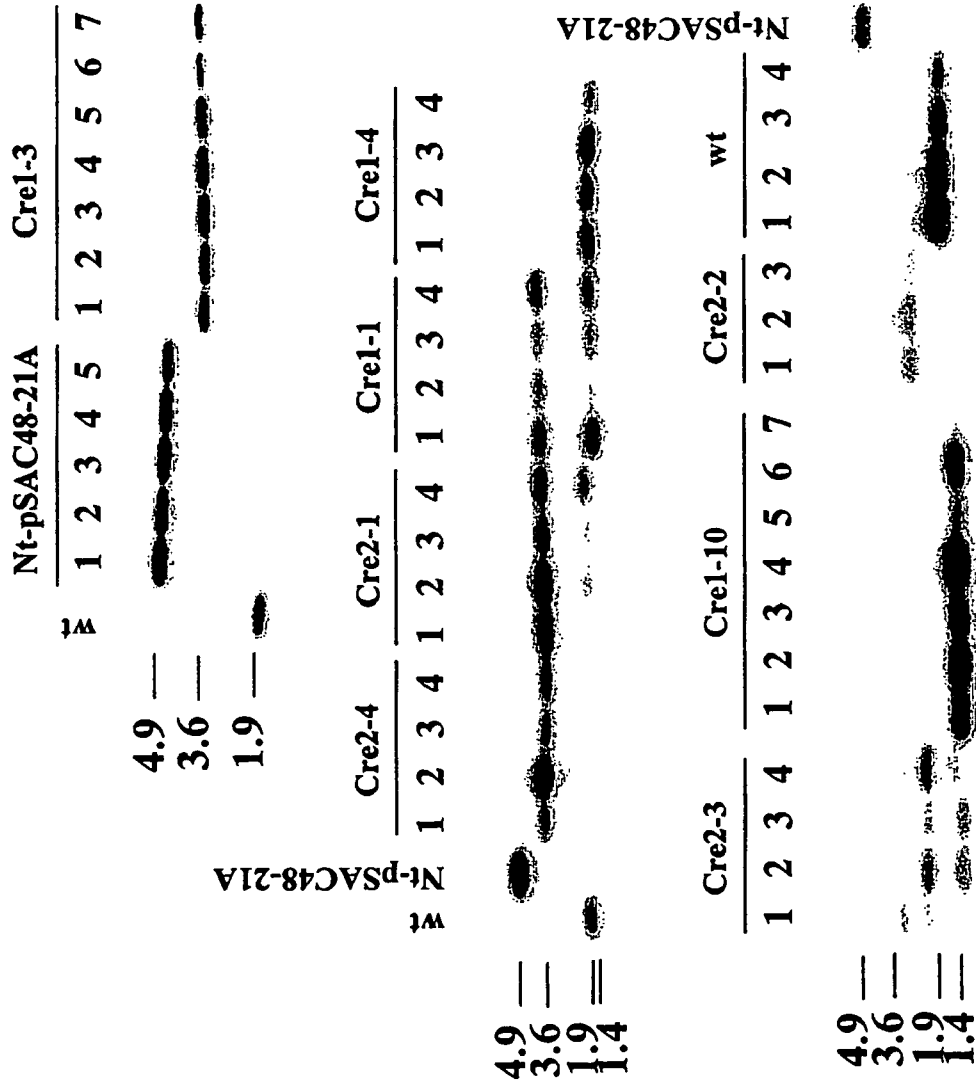 Cre1-3
Nt-pSAC48-21A
wt 1 2 3 4 5 1 2 3 4 5 6 7
4.9
3.6
1.9
Cre2-4 Cre2-1 Cre1-1 Cre1-4
wt Nt-pSAC48-21A 1 2 3 4 1 2 3 4 1 2 3 4 1 2 3 4
4.9
3.6
1.9
1.4
Cre2-3 Cre1-10 Cre2-2 wt Nt-pSAC48-21A
1 2 3 4 1 2 3 4 5 6 7 1 2 3 1 2 3 4
4.9
3.6
1.9
1.4